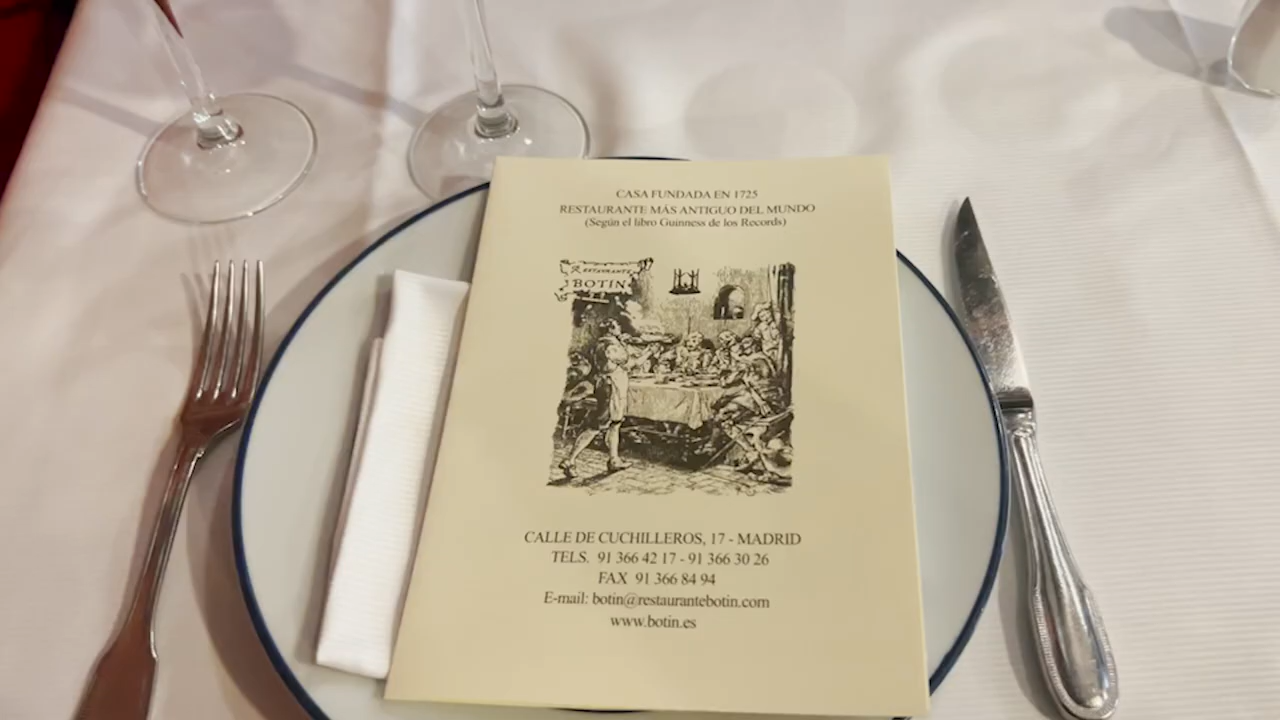 CASA FUNDADA EN 1725
RESTAURANTE MÁS ANTIGUO DEL MUNDO
(Según el libro Guinness de los Records)
RESTAURANTE
BOTIN
CALLE DE CUCHILLEROS, 17 - MADRID
TELS. 91 366 42 17 - 91 366 30 26
FAX 91 366 84 94
E-mail: botin@restaurantebotin.com
www.botin.es